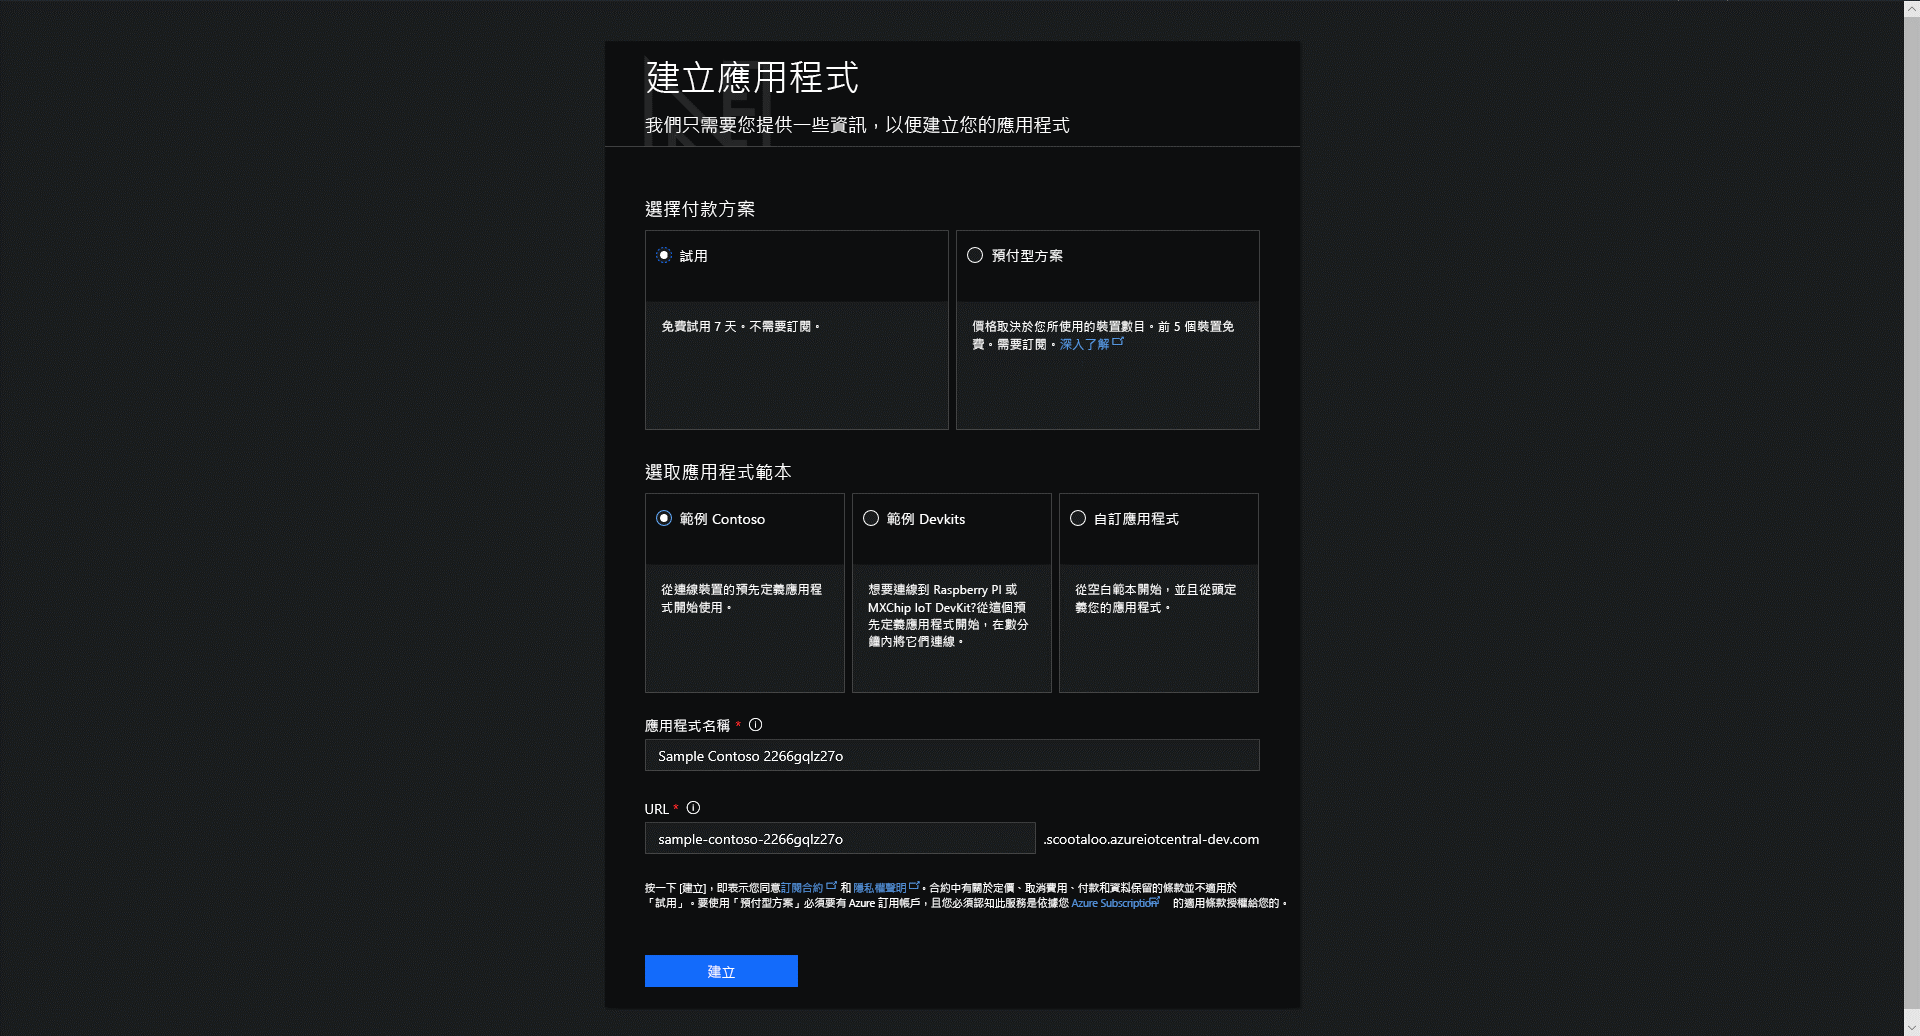 建立應用程式
我們只需要您提供一些資訊，以便建立您的應用程式
選擇付款方案
試用
免費試用 7 天。不需要訂閱。
預付型方案
價格取決於您所使用的裝置數目。前 5 個裝置免
費。需要訂閱。深入了解
選取應用程式範本
範例 Contoso
從連線裝置的預先定義應用程
式開始使用。
範例 Devkits
想要連線到 Raspberry PI 或
MXChip IoT DevKit?從這個預
先定義應用程式開始，在數分
鐘內將它們連線。
自訂應用程式
從空白範本開始，並且從頭定
義您的應用程式。
應用程式名稱 *
Sample Contoso 2266gqlz27o
URL *
sample-contoso-2266gqlz27o
.scootaloo.azureiotcentral-dev.com
按一下 [建立]，即表示您同意訂閱合約 和 隱私權聲明。合約中有關於定價、取消費用、付款和資料保留的條款並不適用於
「試用」。要使用「預付型方案」必須要有 Azure 訂用帳戶，且您必須認知此服務是依據您 Azure Subscription 的適用條款授權給您的。
建立